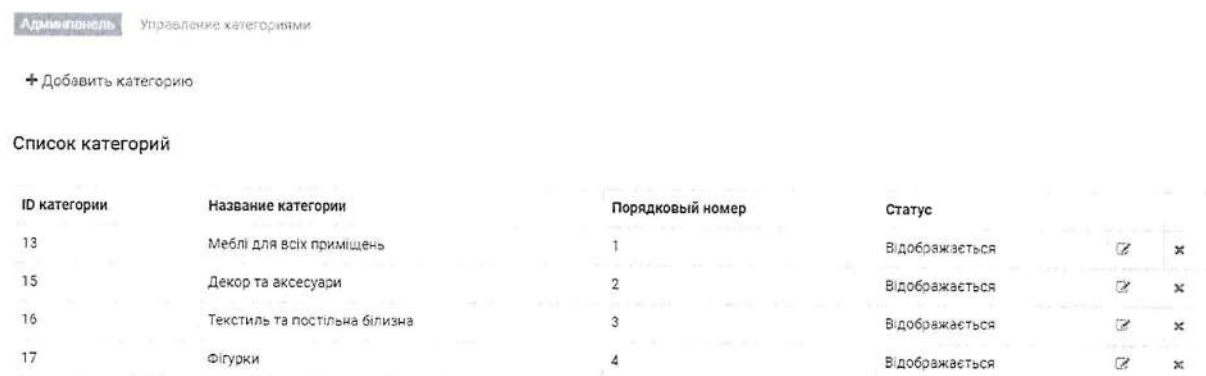 Админпанель Управление категориями
+ Добавить категорию
Список категорий
ID категории Название категории Порядковый номер Статус
13 Меблі для всіх приміщень 1 Відображається
15 Декор та аксесуари 2 Відображається
16 Текстиль та постільна білизна 3 Відображається
17 Фігурки 4 Відображається